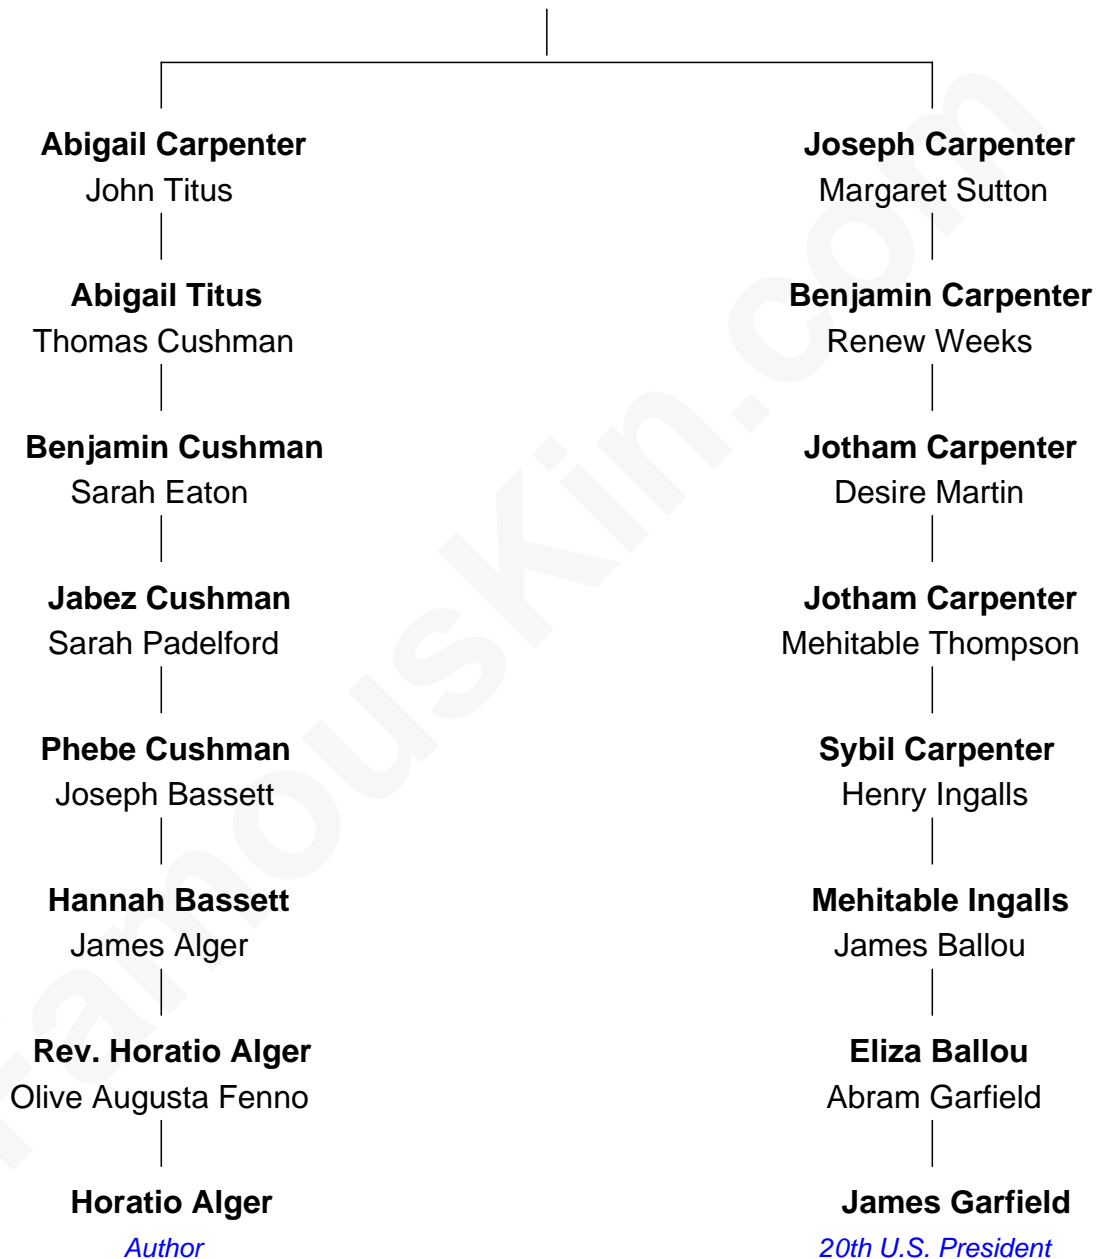 Abigail Carpenter
John Titus
Joseph Carpenter
Margaret Sutton
Abigail Titus
Thomas Cushman
Benjamin Carpenter
Renew Weeks
Benjamin Cushman
Sarah Eaton
Jotham Carpenter
Desire Martin
Jabez Cushman
Sarah Padelford
Jotham Carpenter
Mehitable Thompson
Phebe Cushman
Joseph Bassett
Sybil Carpenter
Henry Ingalls
Hannah Bassett
James Alger
Mehitable Ingalls
James Ballou
Rev. Horatio Alger
Olive Augusta Fenno
Eliza Ballou
Abram Garfield
Horatio Alger
Author
James Garfield
20th U.S. President
FamousKin.com